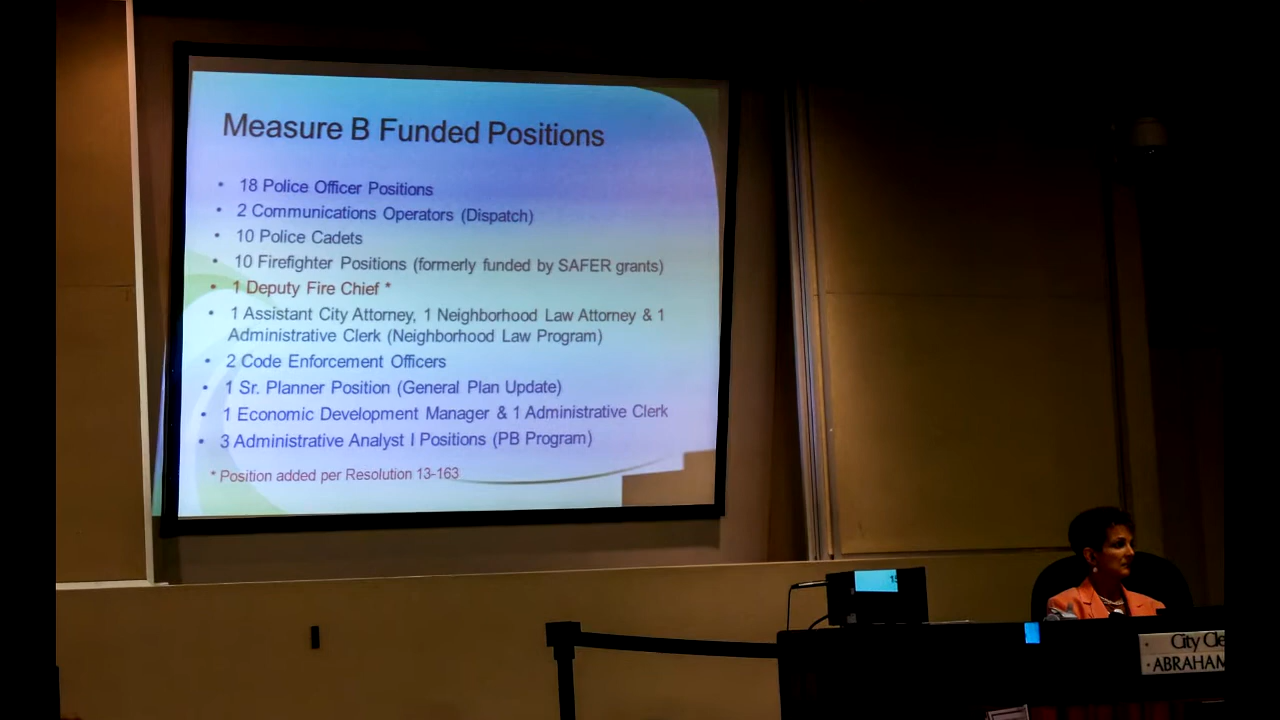 Measure B Funded Positions
• 18 Police Officer Positions
• 2 Communications Operators (Dispatch)
• 10 Police Cadets
• 10 Firefighter Positions (formerly funded by SAFER grants)
• 1 Deputy Fire Chief *
• 1 Assistant City Attorney, 1 Neighborhood Law Attorney & 1
Administrative Clerk (Neighborhood Law Program)
• 2 Code Enforcement Officers
• 1 Sr. Planner Position (General Plan Update)
• 1 Economic Development Manager & 1 Administrative Clerk
• 3 Administrative Analyst I Positions (PB Program)
* Position added per Resolution 13-163
City Cle
ABRAHAM